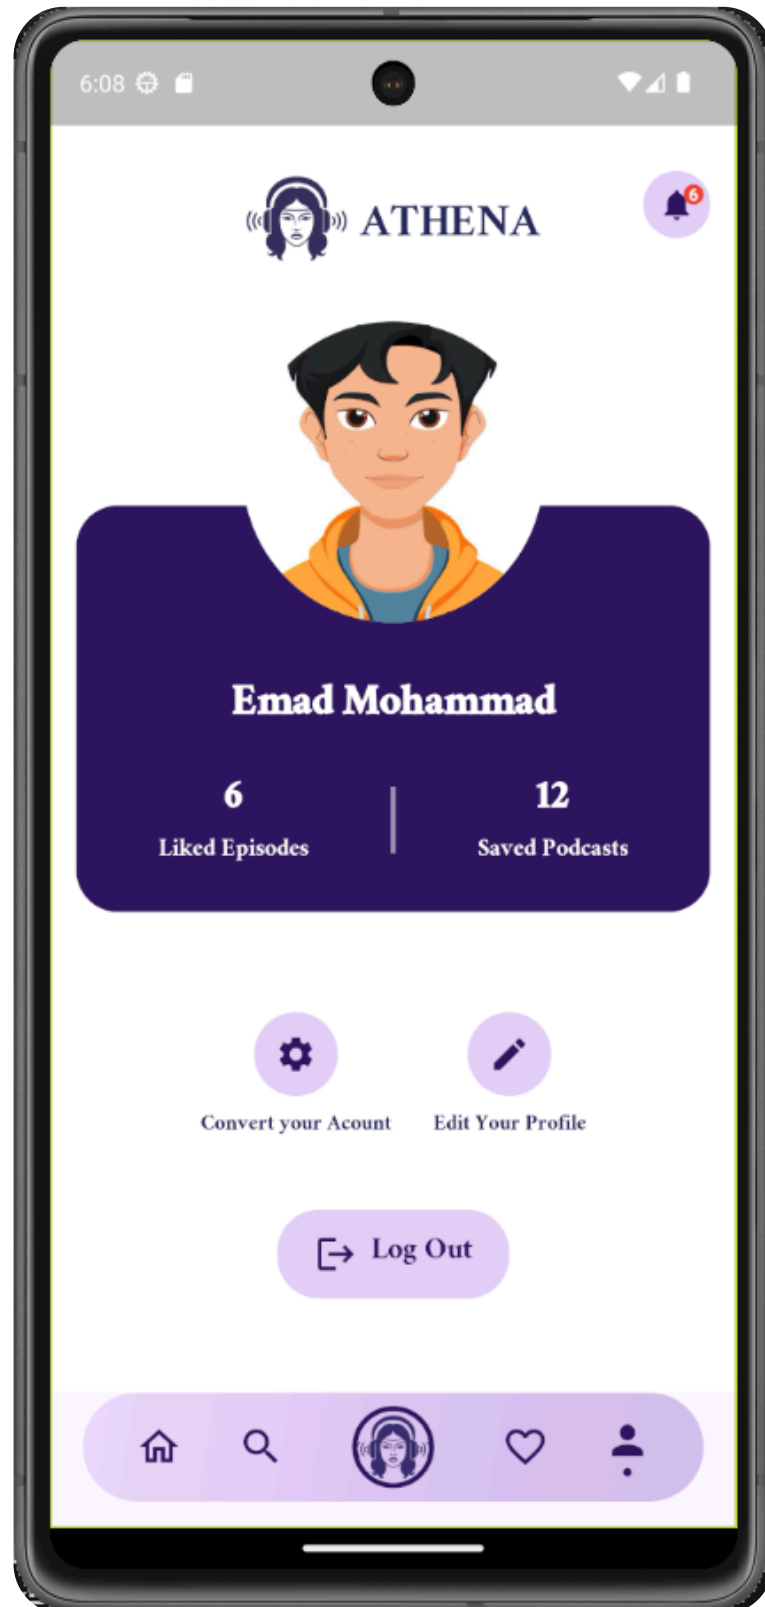 6:08
ATHENA
6
Emad Mohammad
6
12
Liked Episodes
Saved Podcasts
Convert your Acount
Edit Your Profile
Log Out